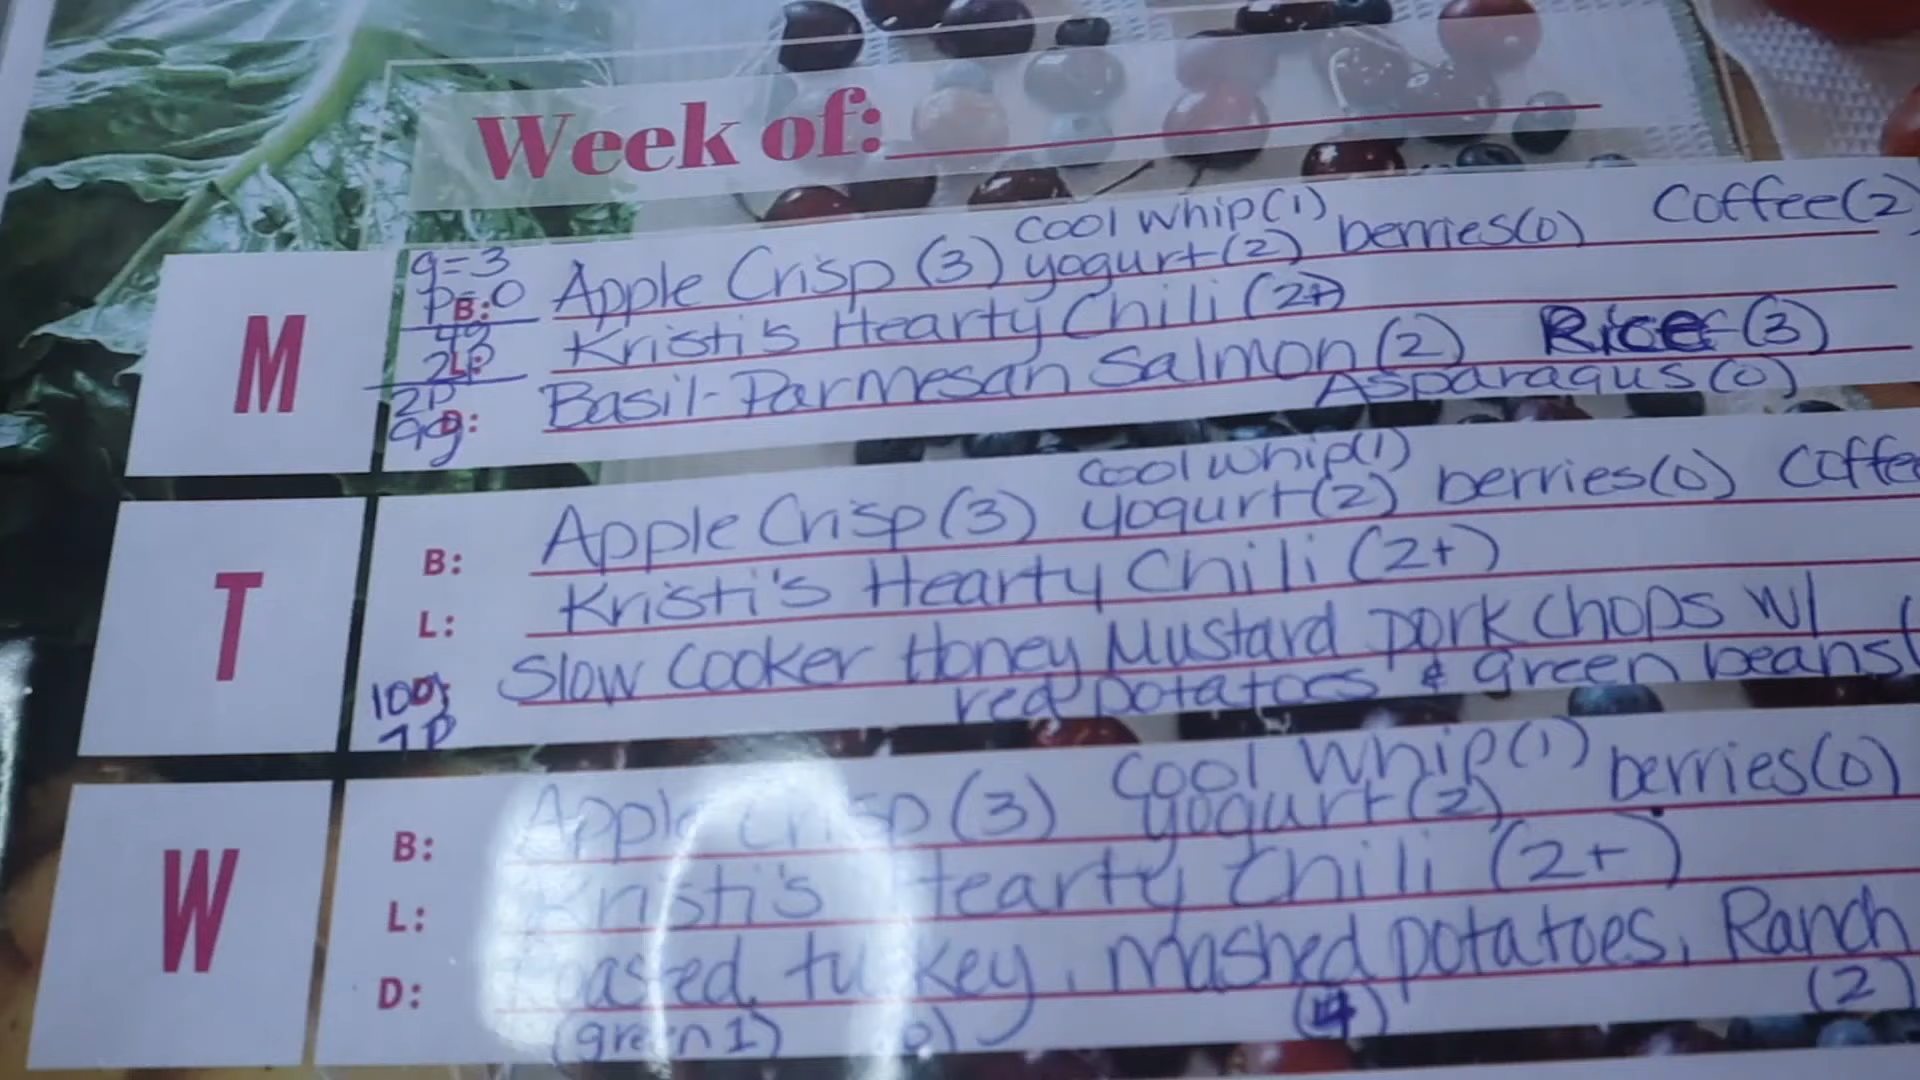 Week of:
M
g=3
p=0
B: Apple Crisp (3) cool whip (1) yogurt (2) berries (0) Coffee (2)
4g
2p
L: Kristi's Hearty Chili (2+)
2P
9g
D: Basil-Parmesan Salmon (2) Rice (3)
Asparagus (0)
T
B: Apple Crisp (3) cool whip (1) yogurt (2) berries (0)
L: Kristi's Hearty Chili (2+)
D: Slow Cooker Honey Mustard pork chops w/
red potatoes & green beans
10g
7P
W
B: Apple Crisp (3) Cool Whip (1) yogurt (2) berries (0)
L: Kristi's Hearty Chili (2+)
D: Roasted turkey, mashed potatoes, Ranch
(green 1) (4) (2)